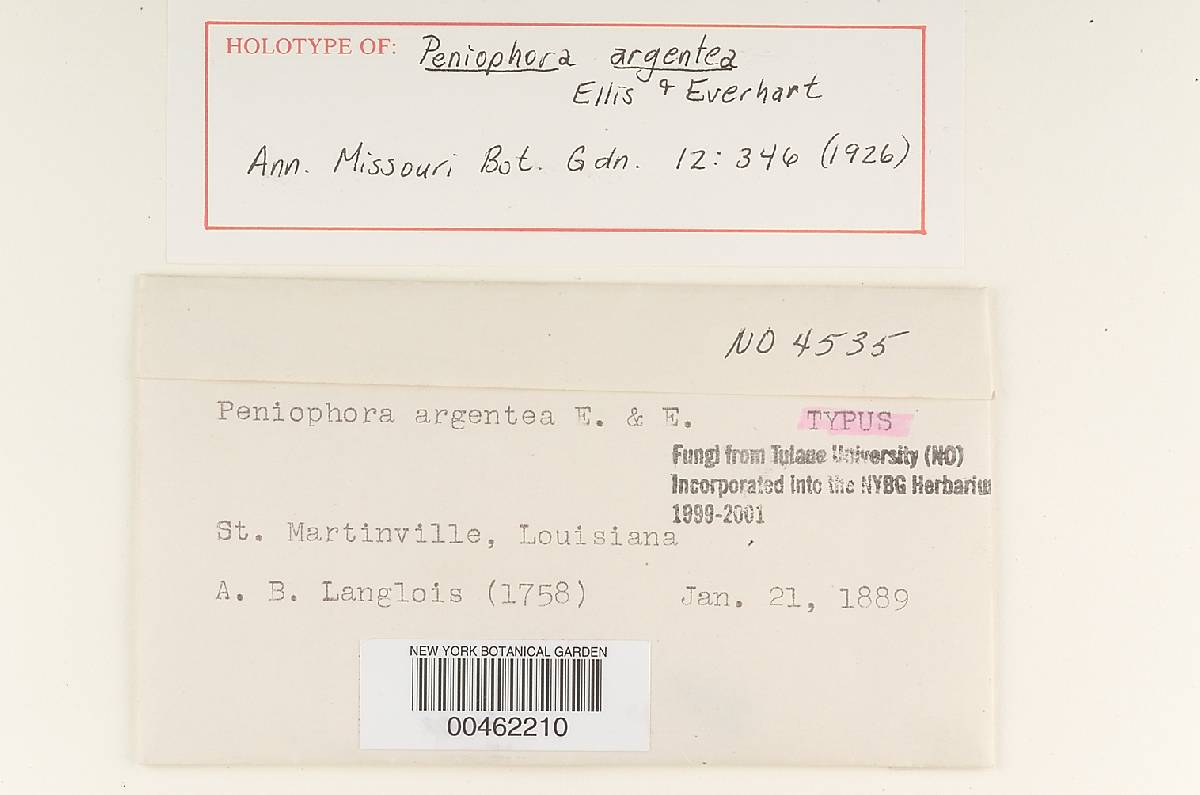 HOLOTYPE OF: Peniophora argentea
Ellis & Everhart
Ann. Missouri Bot. Gdn. 12: 346 (1926)
NO 4535
Peniophora argentea E. & E. TYPUS
Fungi from Tulane University (NO)
Incorporated into the NYBG Herbarium
1999-2001
St. Martinville, Louisiana
A. B. Langlois (1758) Jan. 21, 1889
NEW YORK BOTANICAL GARDEN
00462210